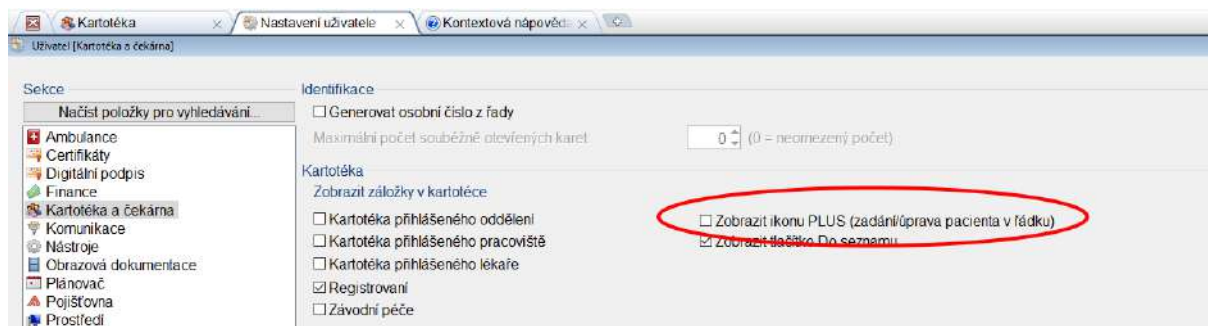 Kartotéka
Nastavení uživatele
Kontextová nápověda
Uživatel [Kartotéka a čekárna]
Sekce
Načíst položky pro vyhledávání...
Ambulance
Certifikáty
Digitální podpis
Finance
Kartotéka a čekárna
Komunikace
Nástroje
Obrazová dokumentace
Plánovač
Pojišťovna
Prostředí
Identifikace
Generovat osobní číslo z řady
Maximální počet souběžně otevřených karet 0 (0 = neomezený počet)
Kartotéka
Zobrazit záložky v kartotéce
Kartotéka přihlášeného oddělení
Kartotéka přihlášeného pracoviště
Kartotéka přihlášeného lékaře
Registrovaní
Závodní péče
Zobrazit ikonu PLUS (zadání/úprava pacienta v řádku)
Zobrazit tlačítko Do seznamu